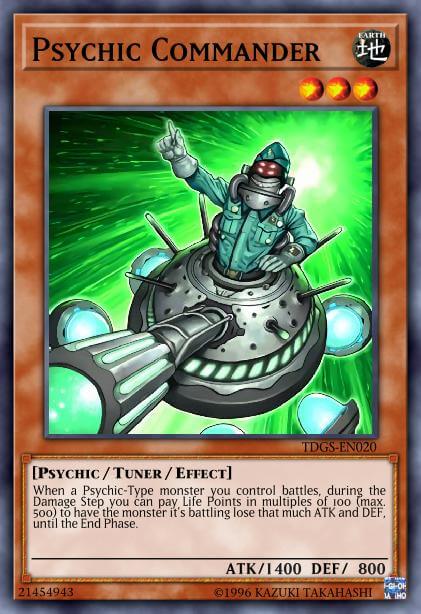 PSYCHIC COMMANDER
EARTH
地
TDGS-EN020
[PSYCHIC / TUNER / EFFECT]
When a Psychic-Type monster you control battles, during the
Damage Step you can pay Life Points in multiples of 100 (max.
500) to have the monster it's battling lose that much ATK and DEF,
until the End Phase.
ATK/1400 DEF/ 800
21454943
©1996 KAZUKI TAKAHASHI